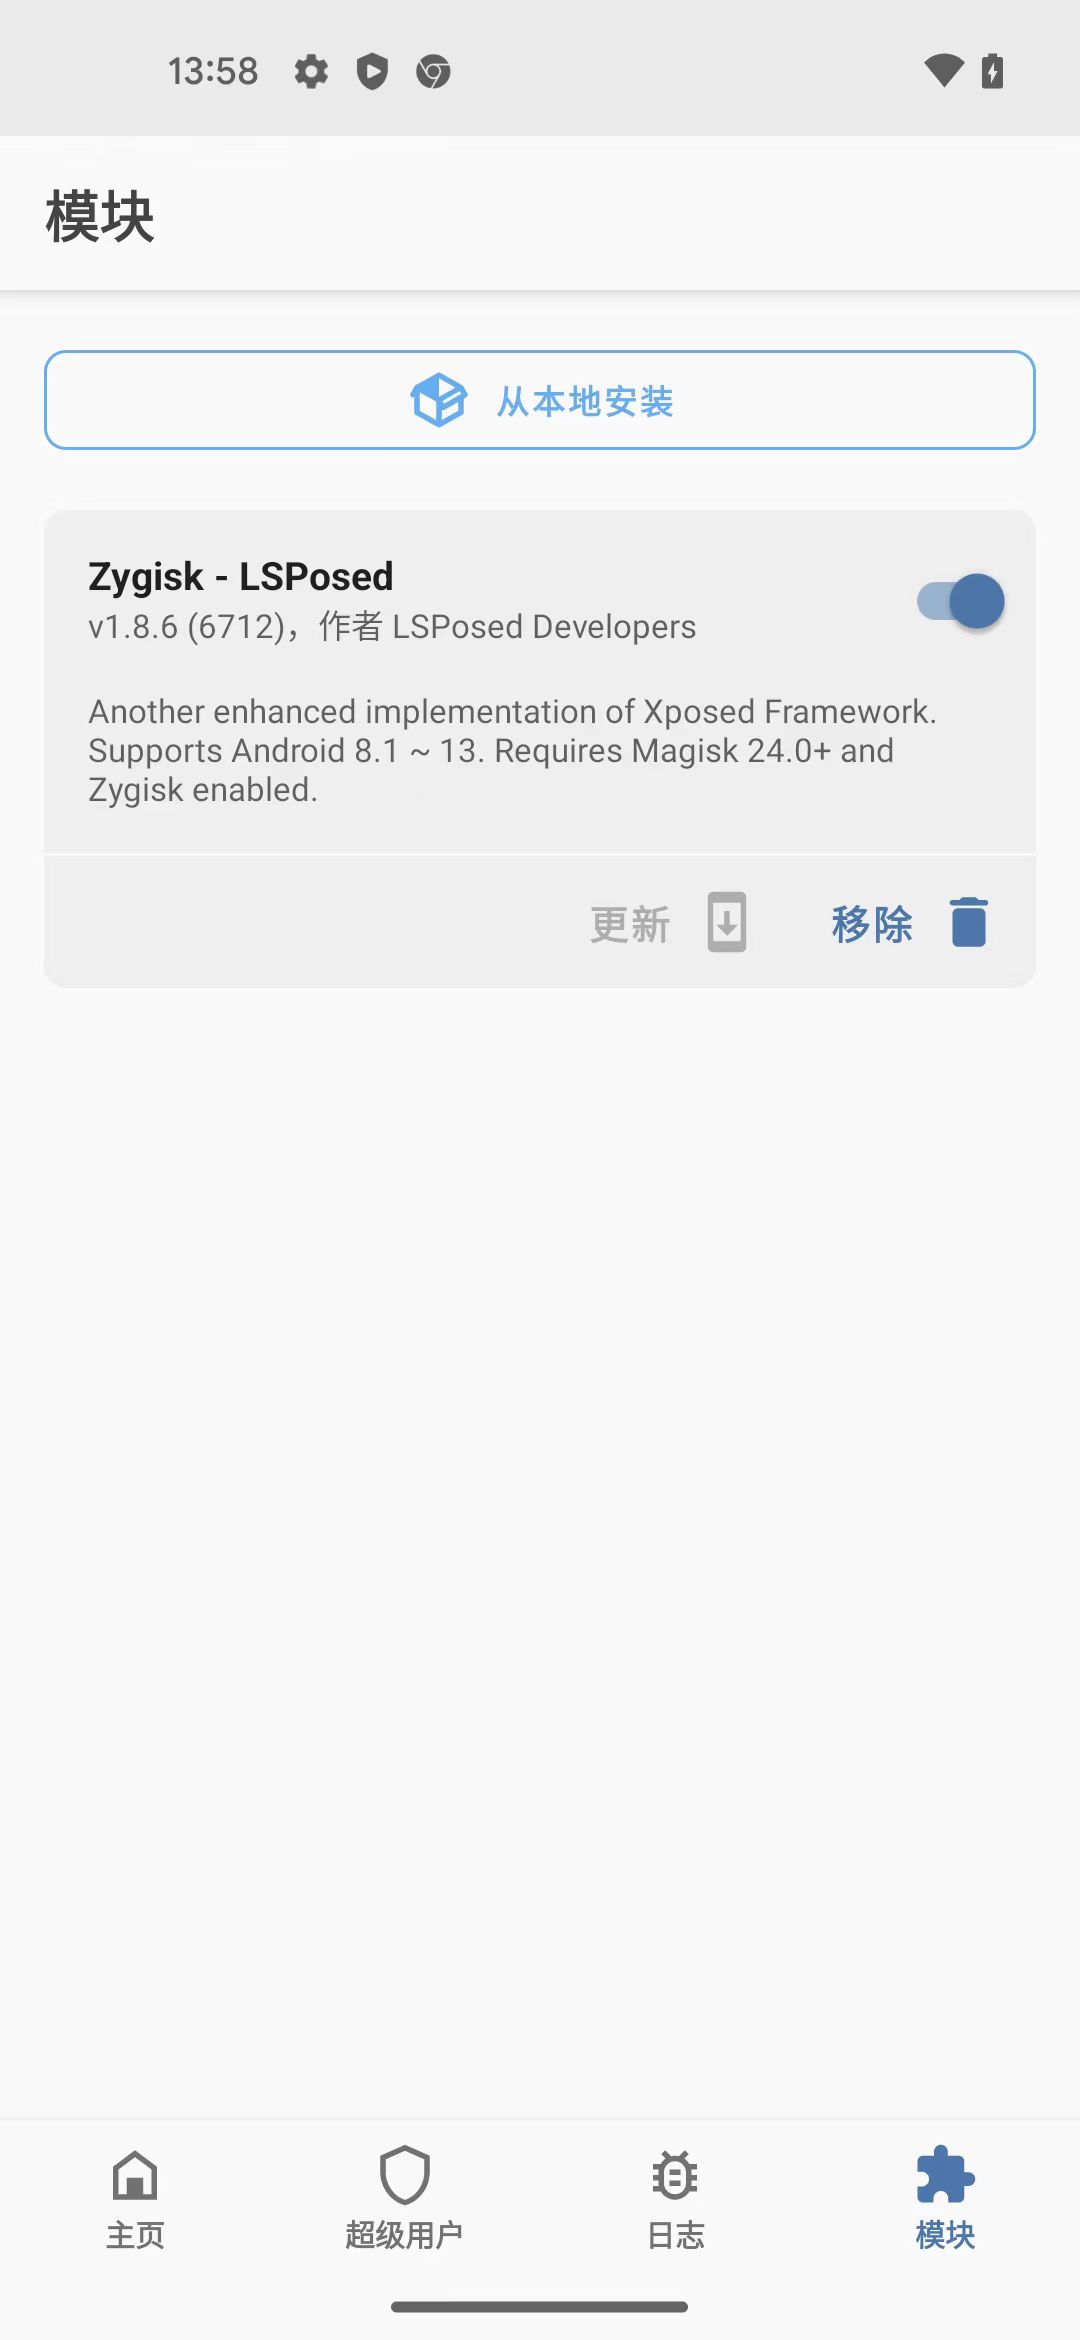 13:58
模块
从本地安装
Zygisk - LSPosed
v1.8.6 (6712)，作者 LSPosed Developers
Another enhanced implementation of Xposed Framework.
Supports Android 8.1 ~ 13. Requires Magisk 24.0+ and
Zygisk enabled.
更新 移除
主页 超级用户 日志 模块